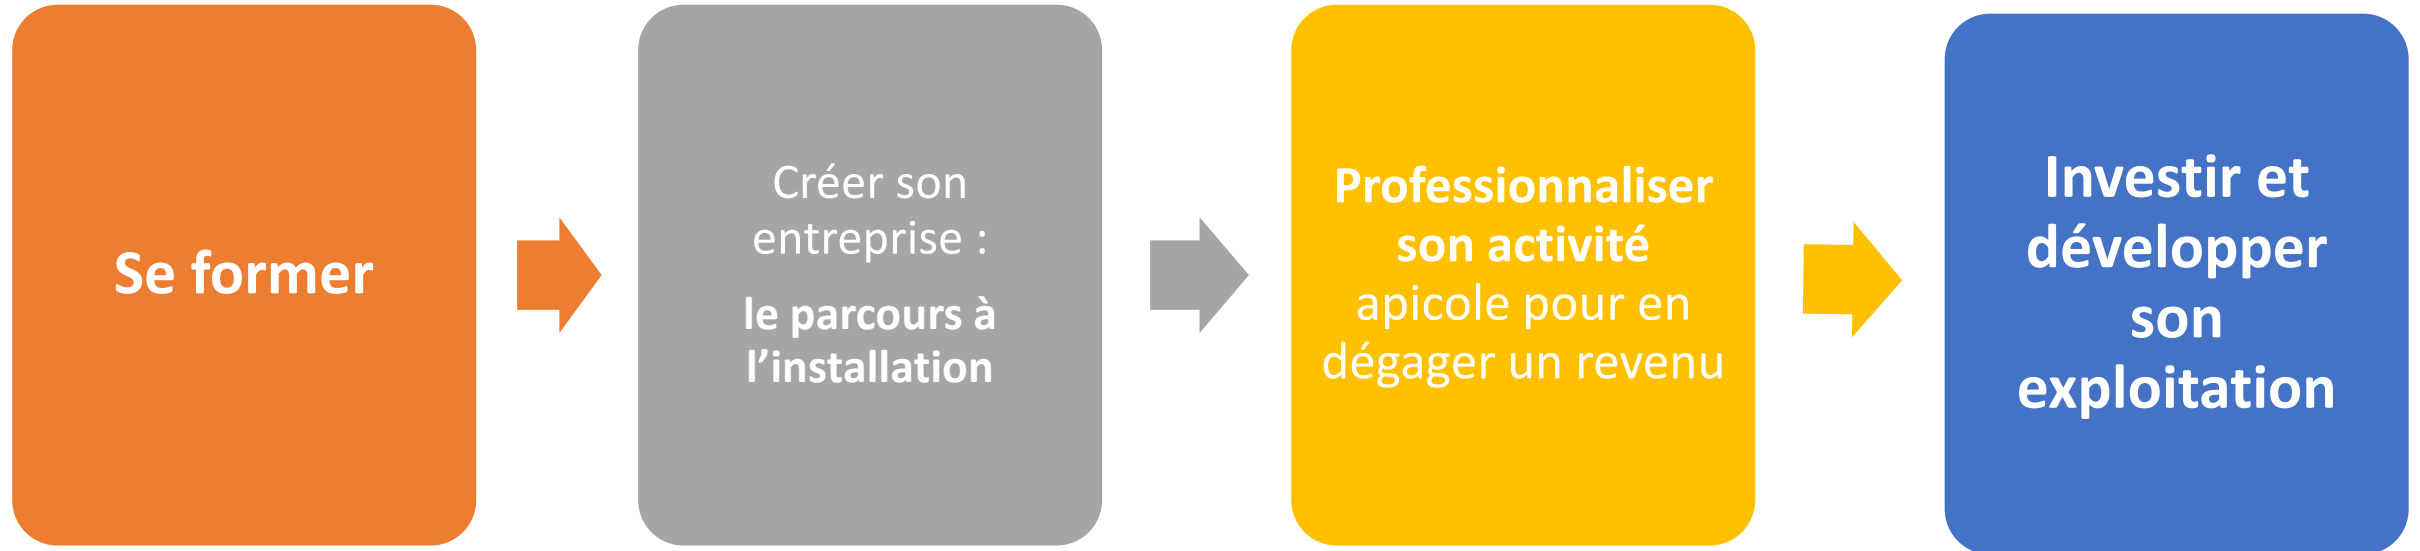 Se former
Créer son
entreprise :
le parcours à
l’installation
Professionnaliser
son activité
apicole pour en
dégager un revenu
Investir et
développer
son
exploitation